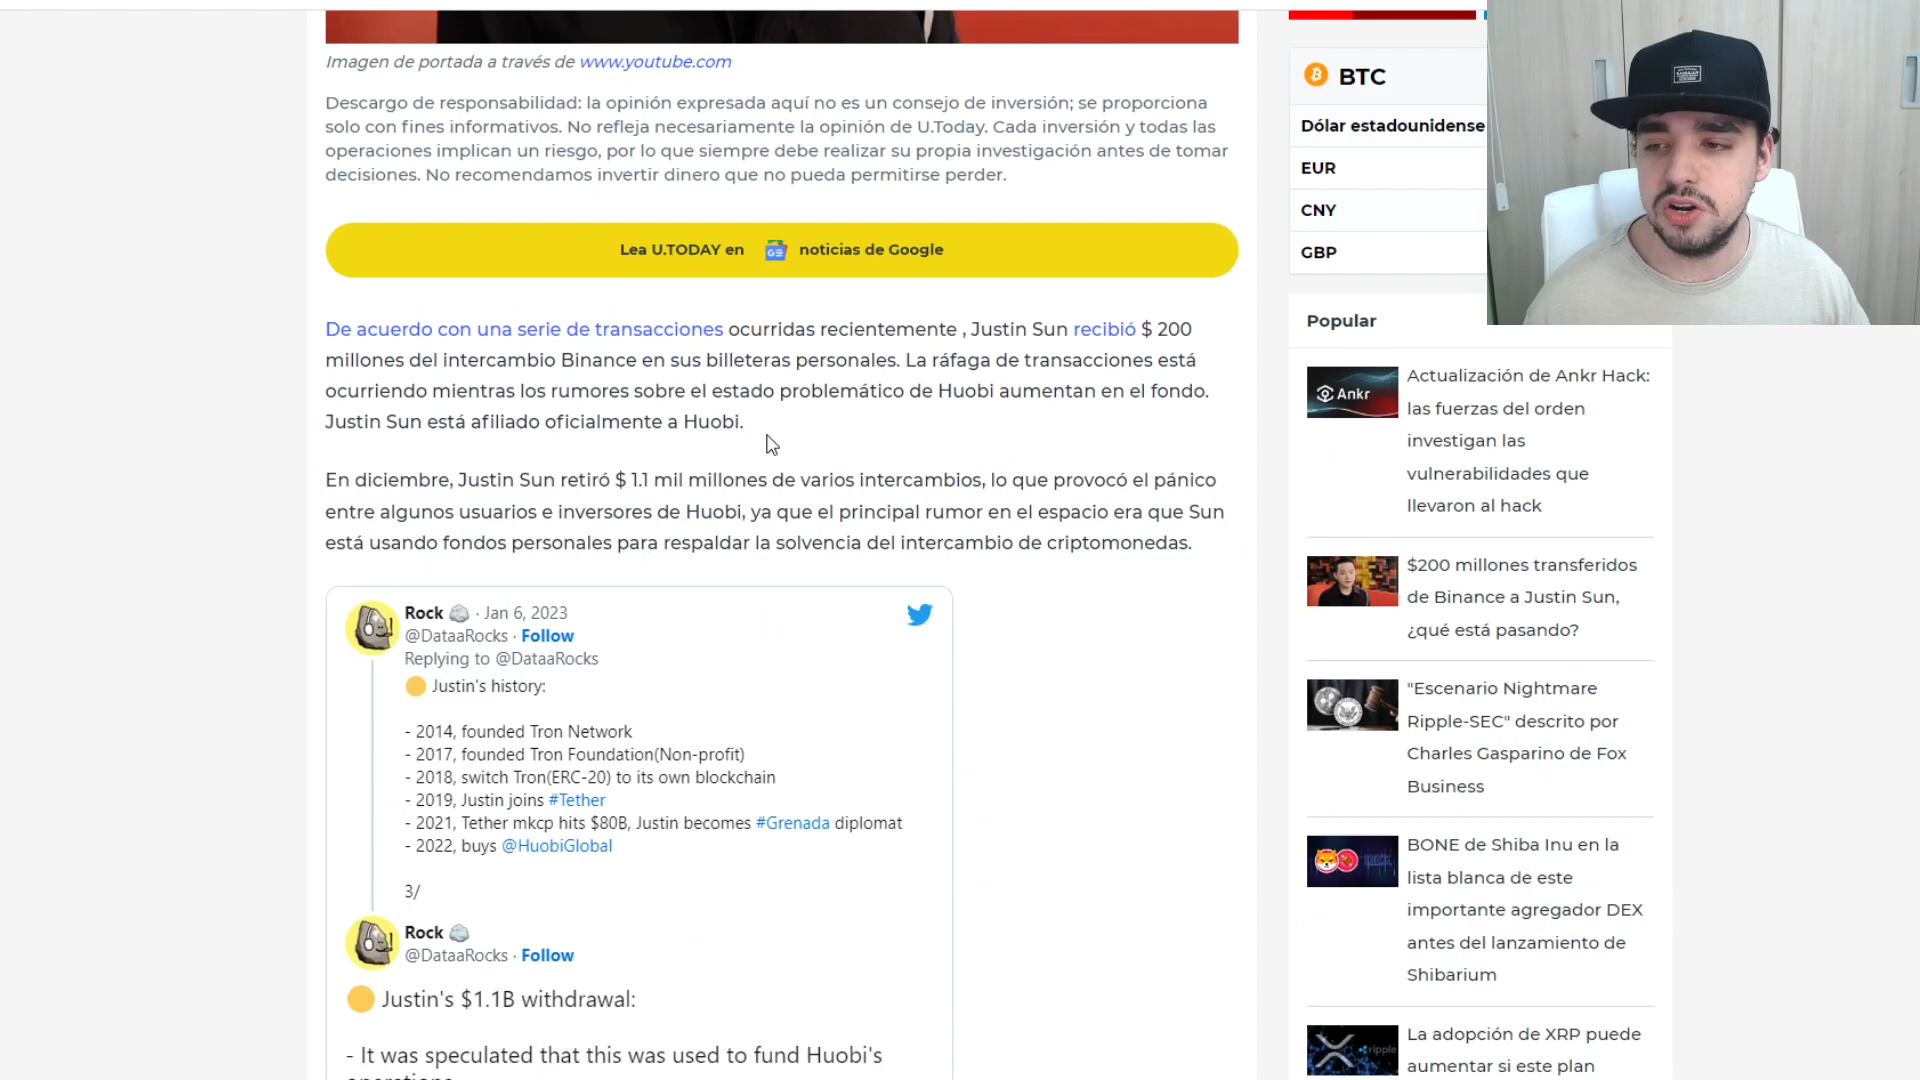 Imagen de portada a través de www.youtube.com
Descargo de responsabilidad: la opinión expresada aquí no es un consejo de inversión; se proporciona
solo con fines informativos. No refleja necesariamente la opinión de U.Today. Cada inversión y todas las
operaciones implican un riesgo, por lo que siempre debe realizar su propia investigación antes de tomar
decisiones. No recomendamos invertir dinero que no pueda permitirse perder.
Lea U.TODAY en GE noticias de Google
De acuerdo con una serie de transacciones ocurridas recientemente , Justin Sun recibió $ 200
millones del intercambio Binance en sus billeteras personales. La ráfaga de transacciones está
ocurriendo mientras los rumores sobre el estado problemático de Huobi aumentan en el fondo.
Justin Sun está afiliado oficialmente a Huobi.
En diciembre, Justin Sun retiró $ 1.1 mil millones de varios intercambios, lo que provocó el pánico
entre algunos usuarios e inversores de Huobi, ya que el principal rumor en el espacio era que Sun
está usando fondos personales para respaldar la solvencia del intercambio de criptomonedas.
Rock · Jan 6, 2023
@DataaRocks · Follow
Replying to @DataaRocks
Justin's history:
- 2014, founded Tron Network
- 2017, founded Tron Foundation(Non-profit)
- 2018, switch Tron(ERC-20) to its own blockchain
- 2019, Justin joins #Tether
- 2021, Tether mkcp hits $80B, Justin becomes #Grenada diplomat
- 2022, buys @HuobiGlobal
3/
Rock
@DataaRocks · Follow
Justin's $1.1B withdrawal:
- It was speculated that this was used to fund Huobi's
BTC
Dólar estadounidense
EUR
CNY
GBP
Popular
Ankr
Actualización de Ankr Hack:
las fuerzas del orden
investigan las
vulnerabilidades que
llevaron al hack
$200 millones transferidos
de Binance a Justin Sun,
¿qué está pasando?
"Escenario Nightmare
Ripple-SEC" descrito por
Charles Gasparino de Fox
Business
BONE de Shiba Inu en la
lista blanca de este
importante agregador DEX
antes del lanzamiento de
Shibarium
ripple
La adopción de XRP puede
aumentar si este plan